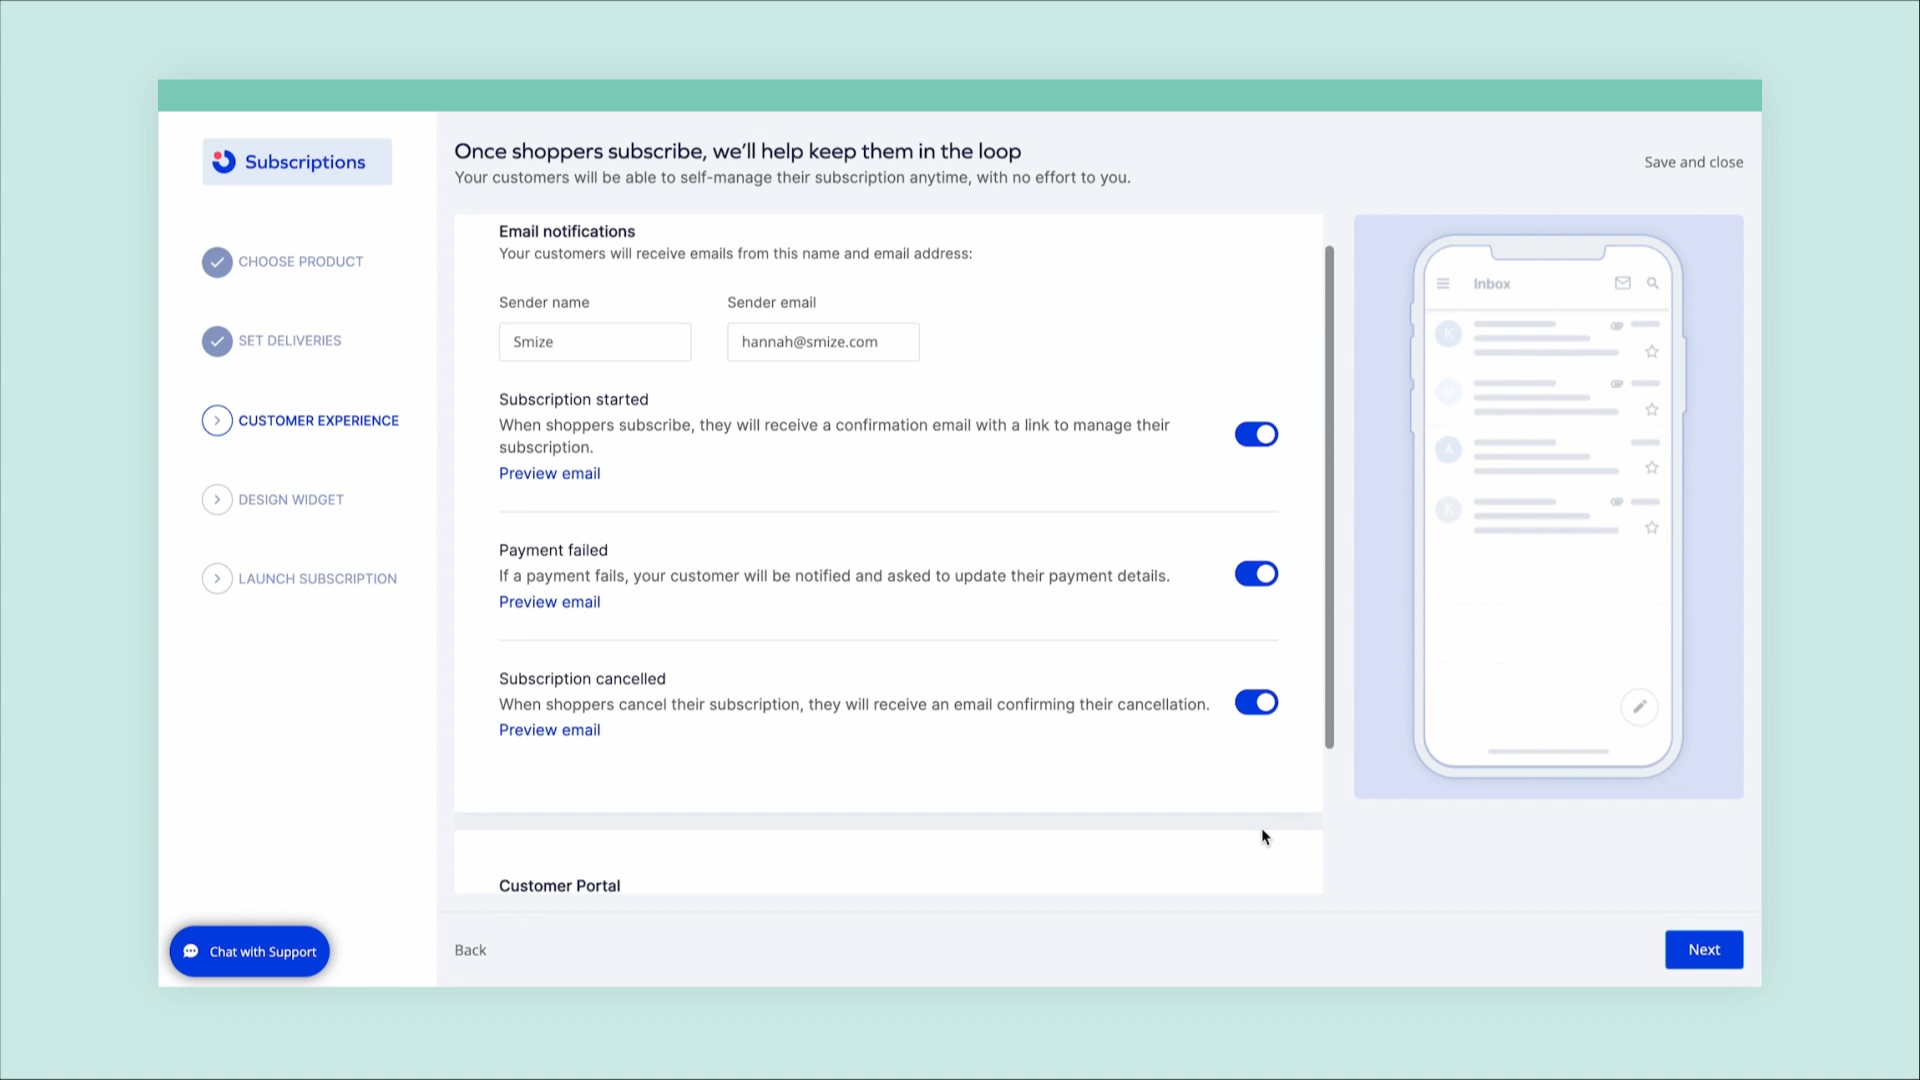 Subscriptions
CHOOSE PRODUCT
SET DELIVERIES
CUSTOMER EXPERIENCE
DESIGN WIDGET
LAUNCH SUBSCRIPTION
Chat with Support
Once shoppers subscribe, we'll help keep them in the loop
Your customers will be able to self-manage their subscription anytime, with no effort to you.
Save and close
Email notifications
Your customers will receive emails from this name and email address:
Sender name
Sender email
Smize
hannah@smize.com
Subscription started
When shoppers subscribe, they will receive a confirmation email with a link to manage their
subscription.
Preview email
Payment failed
If a payment fails, your customer will be notified and asked to update their payment details.
Preview email
Subscription cancelled
When shoppers cancel their subscription, they will receive an email confirming their cancellation.
Preview email
Customer Portal
Inbox
K
M
A
K
Back
Next